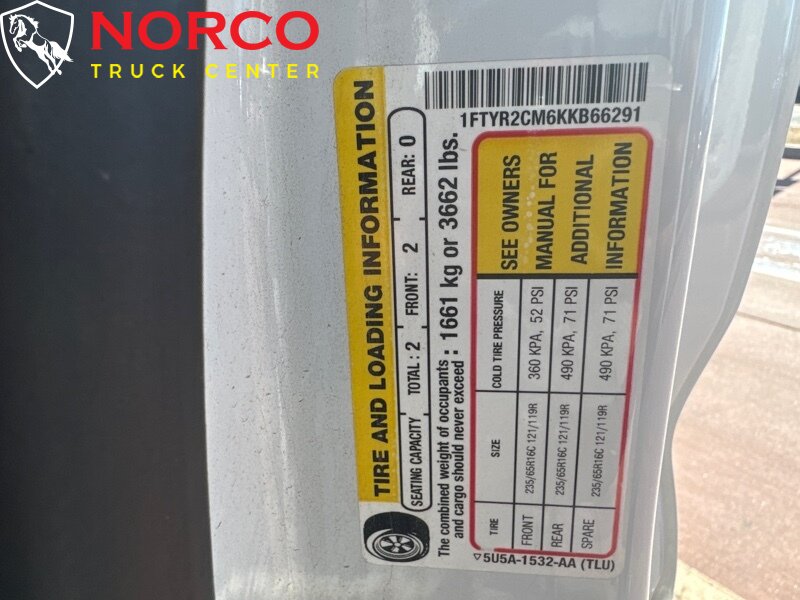 NORCO
TRUCK CENTER
1FTYR2CM6KKB66291
TIRE AND LOADING INFORMATION
SEATING CAPACITY TOTAL : 2 FRONT: 2 REAR: 0
The combined weight of occupants
and cargo should never exceed : 1661 kg or 3662 lbs.
TIRE SIZE COLD TIRE PRESSURE
FRONT 235/65R16C 121/119R 360 KPA, 52 PSI
REAR 235/65R16C 121/119R 490 KPA, 71 PSI
SPARE 235/65R16C 121/119R 490 KPA, 71 PSI
SEE OWNERS
MANUAL FOR
ADDITIONAL
INFORMATION
▽5U5A-1532-AA (TLU)